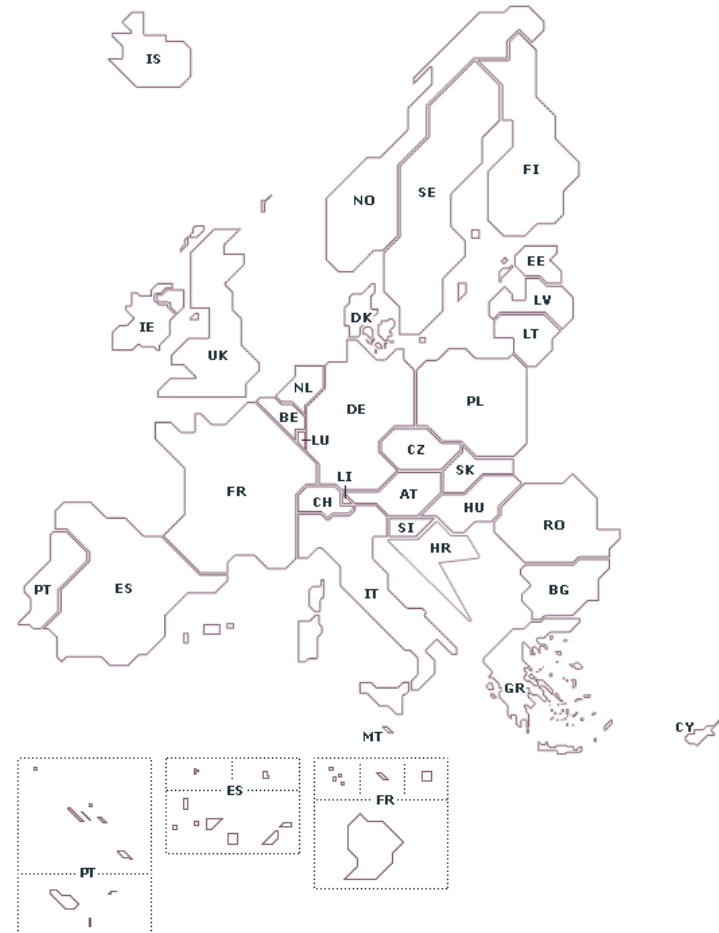 IS
NO
SE
FI
EE
LV
LT
DK
IE
UK
NL
BE
LU
DE
PL
CZ
SK
LI
FR
CH
AT
HU
SI
HR
RO
IT
PT
ES
BG
GR
MT
CY
ES
FR
PT